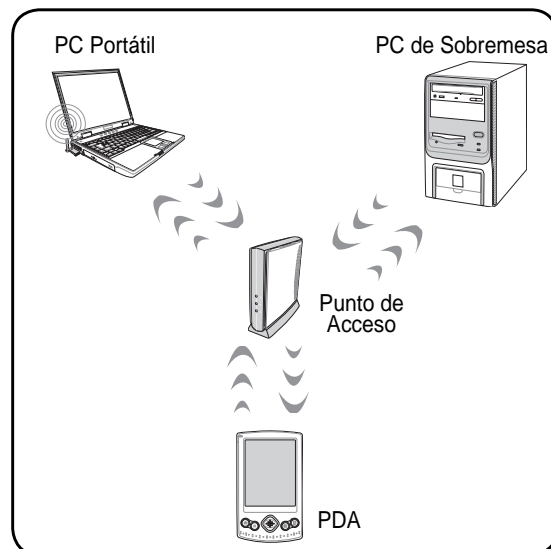 PC Portátil
PC de Sobremesa
Punto de
Acceso
PDA